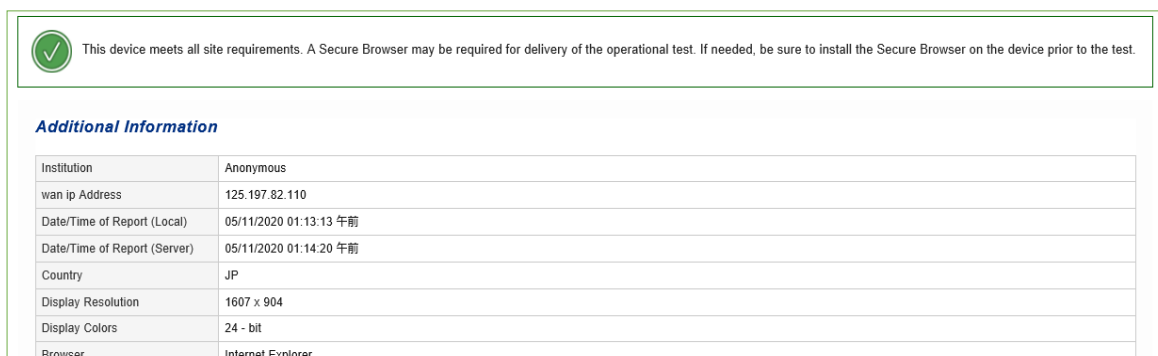 This device meets all site requirements. A Secure Browser may be required for delivery of the operational test. If needed, be sure to install the Secure Browser on the device prior to the test.
Additional Information
Institution Anonymous
wan ip Address 125.197.82.110
Date/Time of Report (Local) 05/11/2020 01:13:13 午前
Date/Time of Report (Server) 05/11/2020 01:14:20 午前
Country JP
Display Resolution 1607 x 904
Display Colors 24 - bit
Browser Internet Explorer